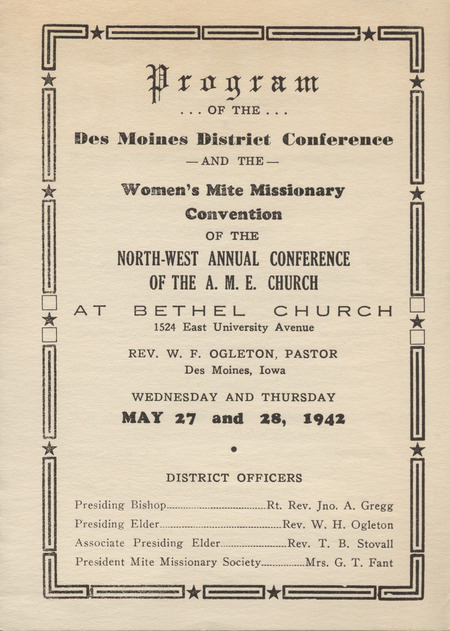 Program
... OF THE ...
Des Moines District Conference
—AND THE—
Women's Mite Missionary
Convention
OF THE
NORTH-WEST ANNUAL CONFERENCE
OF THE A. M. E. CHURCH
AT BETHEL CHURCH
1524 East University Avenue
REV. W. F. OGLETON, PASTOR
Des Moines, Iowa
WEDNESDAY AND THURSDAY
MAY 27 and 28, 1942
DISTRICT OFFICERS
Presiding Bishop..............................Rt. Rev. Jno. A. Gregg
Presiding Elder....................................Rev. W. H. Ogleton
Associate Presiding Elder....................Rev. T. B. Stovall
President Mite Missionary Society.............Mrs. G. T. Fant